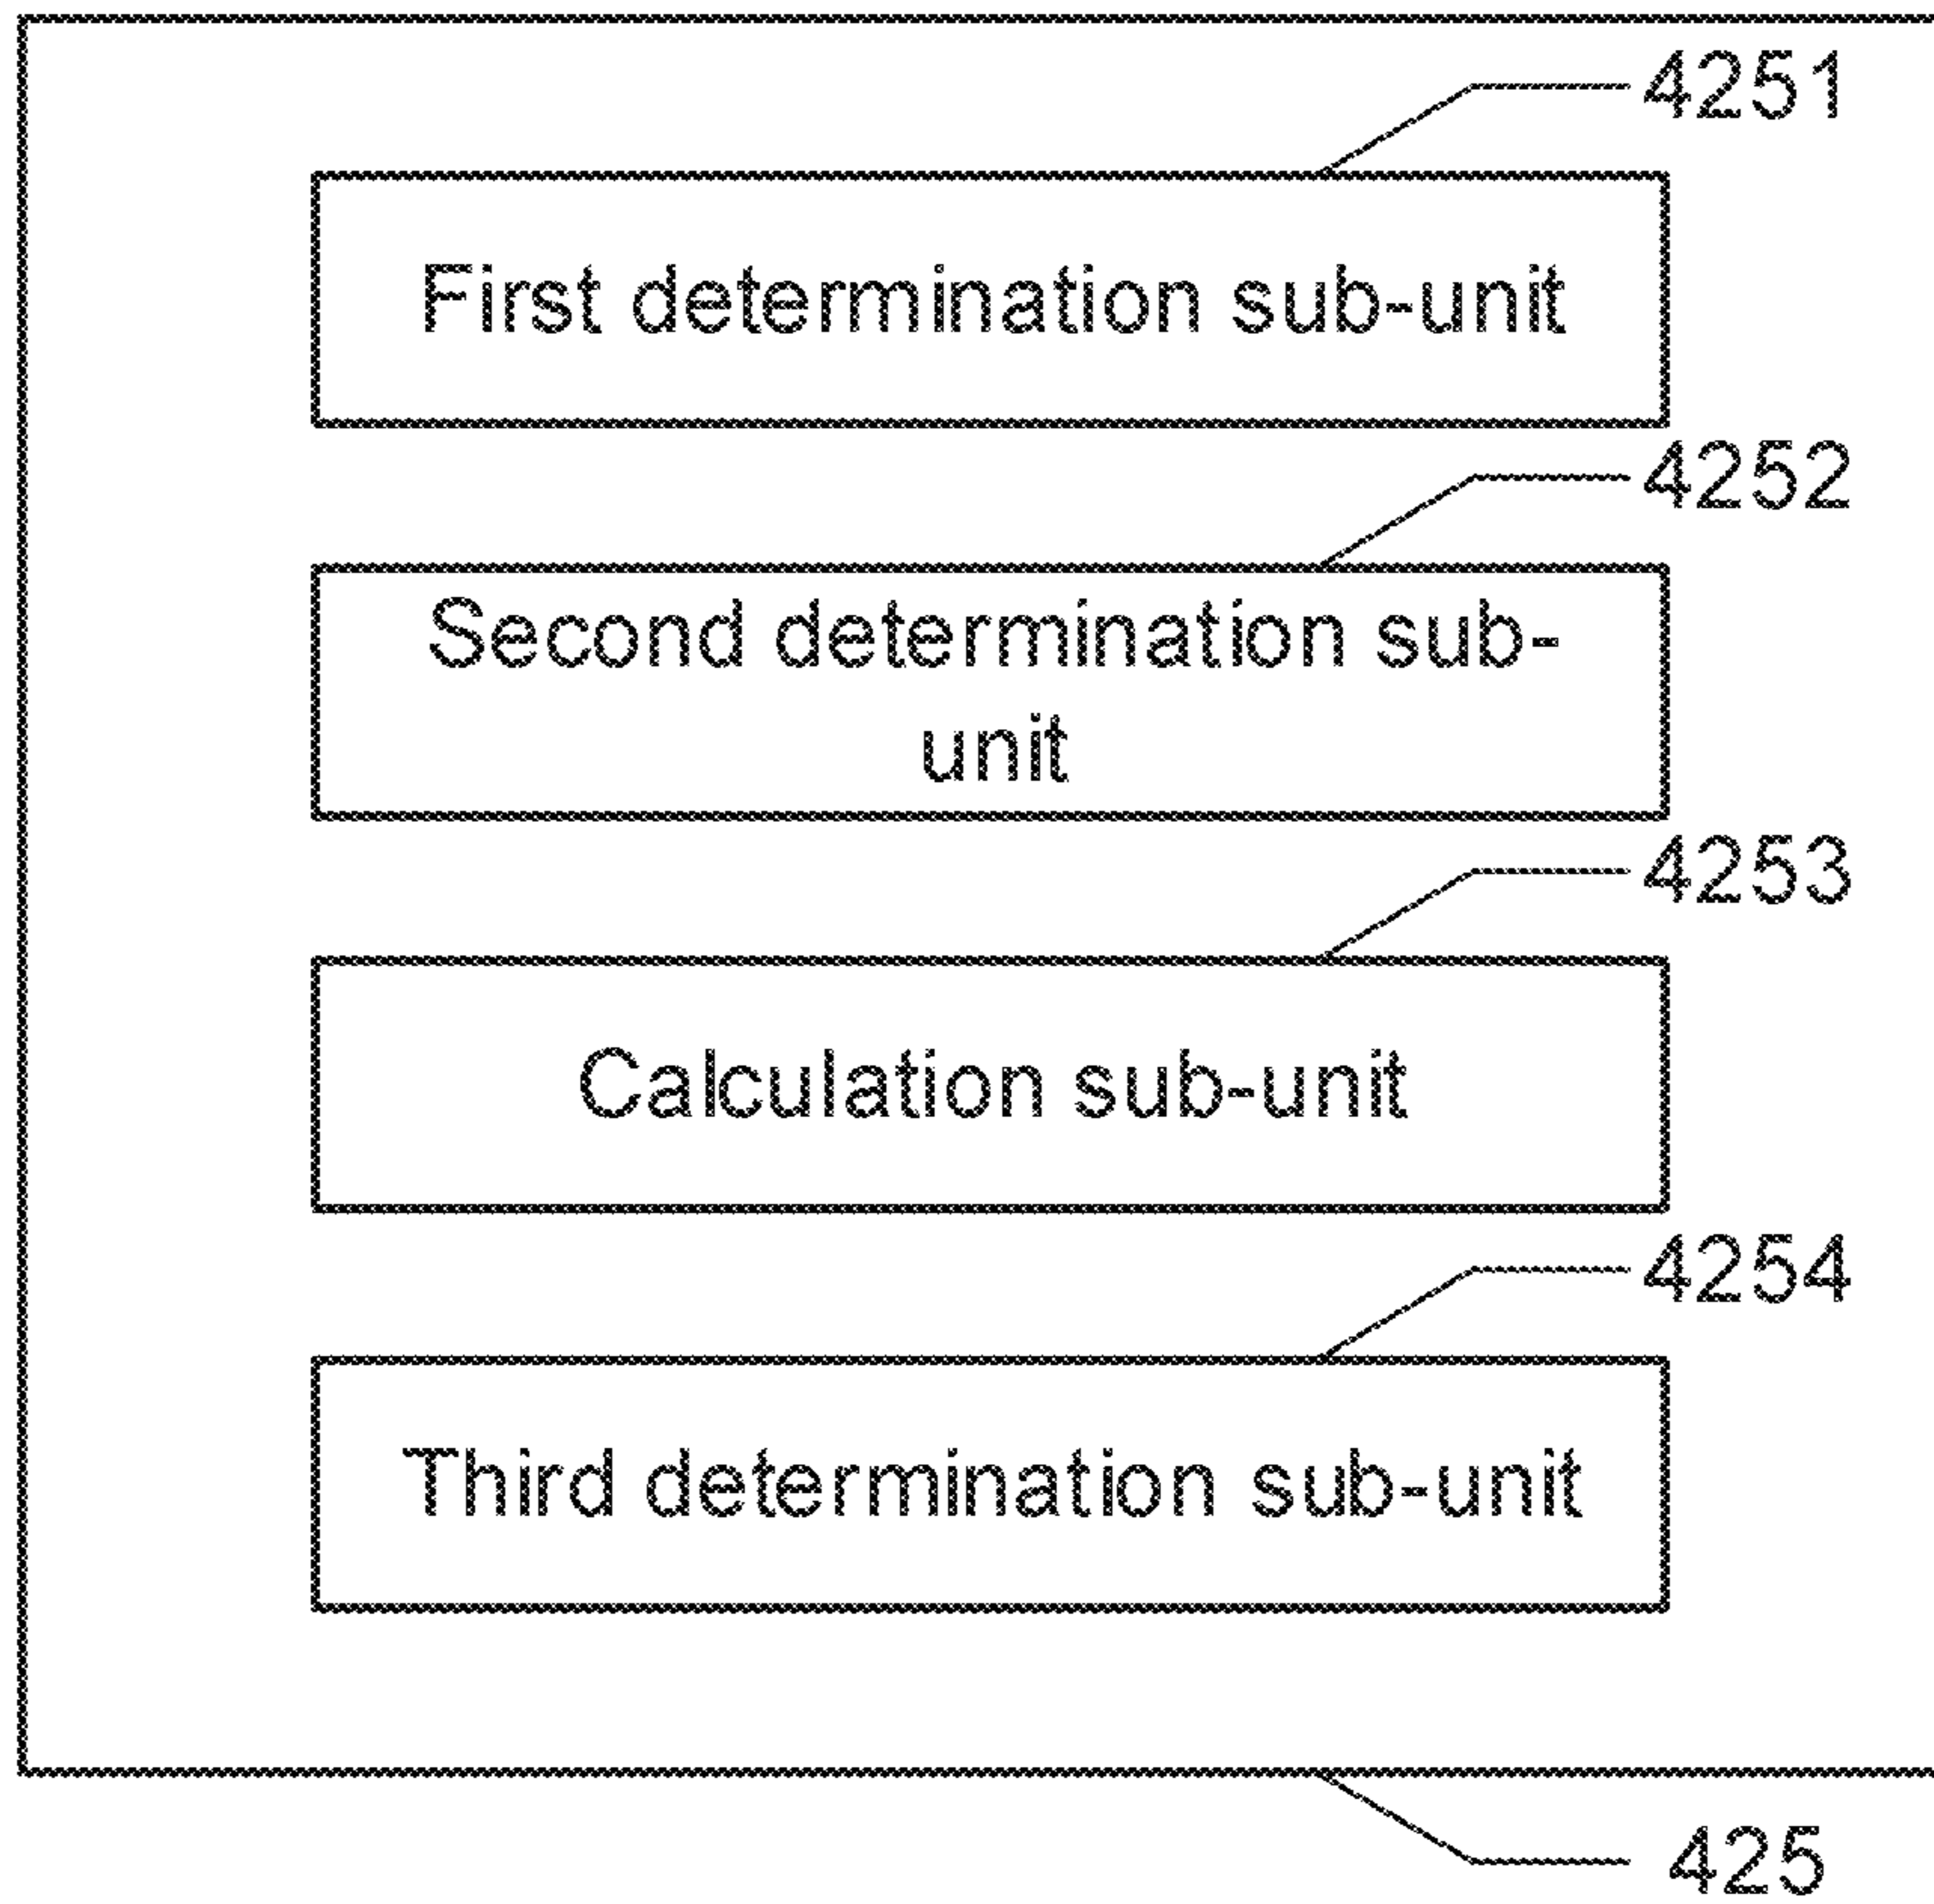 4251
First determination sub-unit
4252
Second determination sub-
unit
4253
Calculation sub-unit
4254
Third determination sub-unit
425